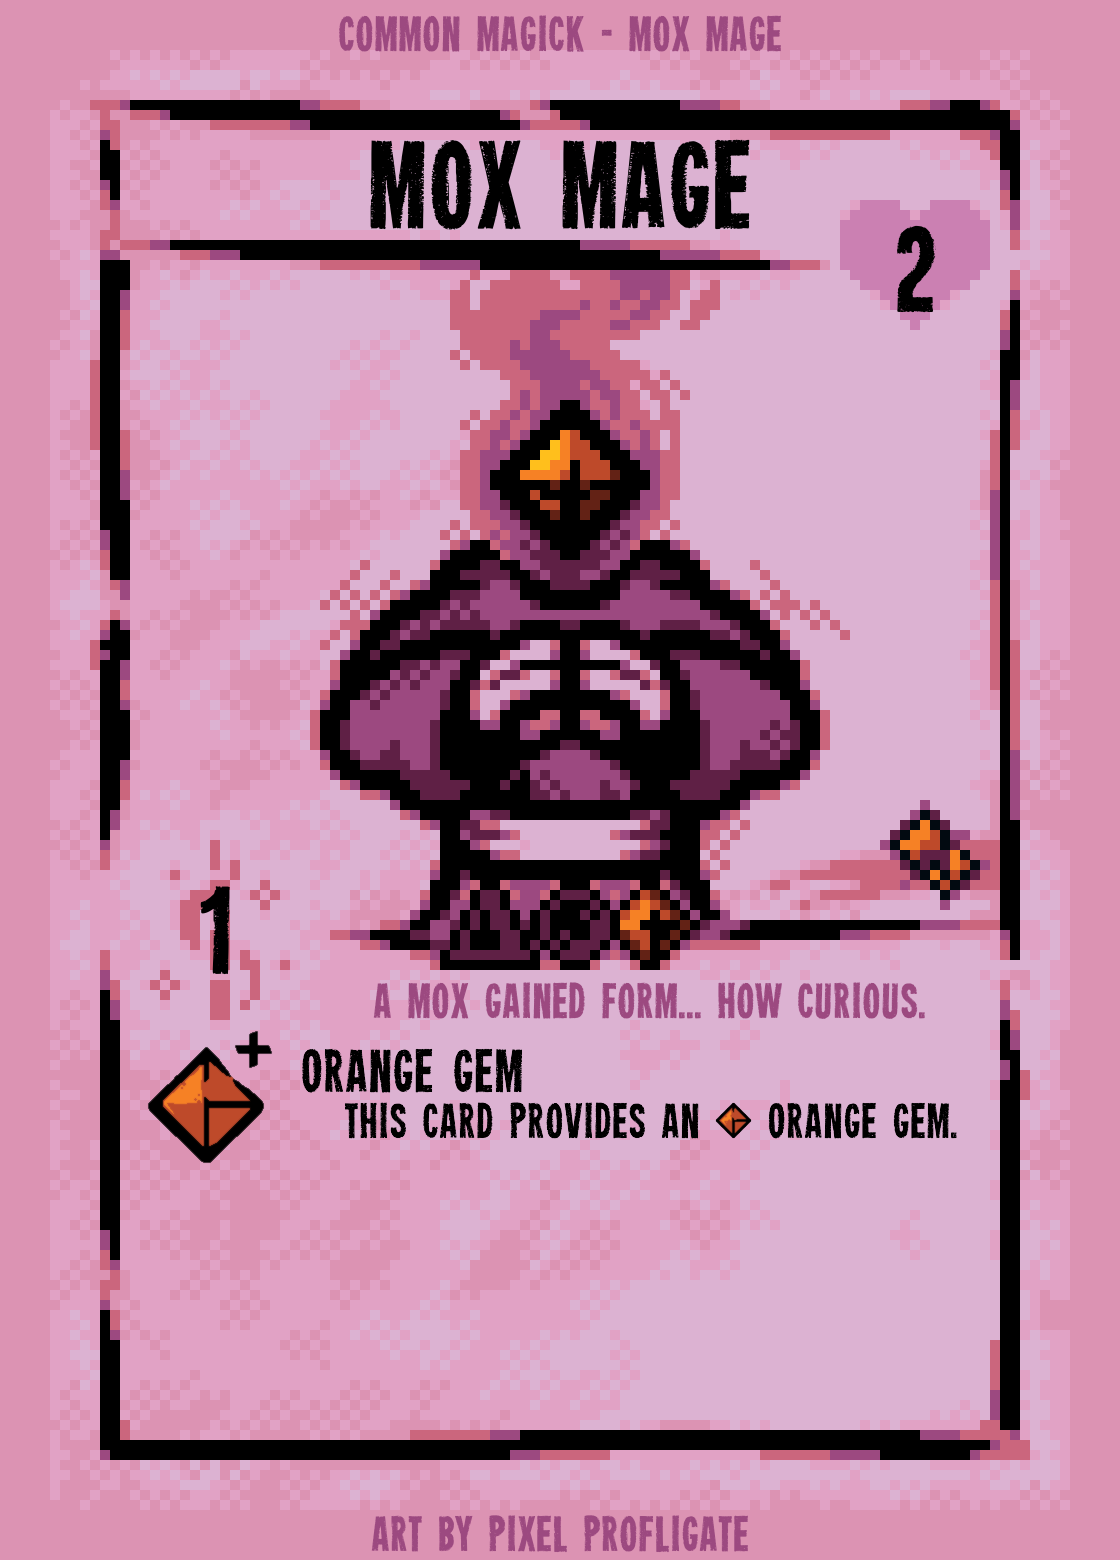 COMMON MAGICK - MOX MAGE
MOX MAGE
2
1
A MOX GAINED FORM... HOW CURIOUS.
+
ORANGE GEM
THIS CARD PROVIDES AN ORANGE GEM.
ART BY PIXEL PROFLIGATE